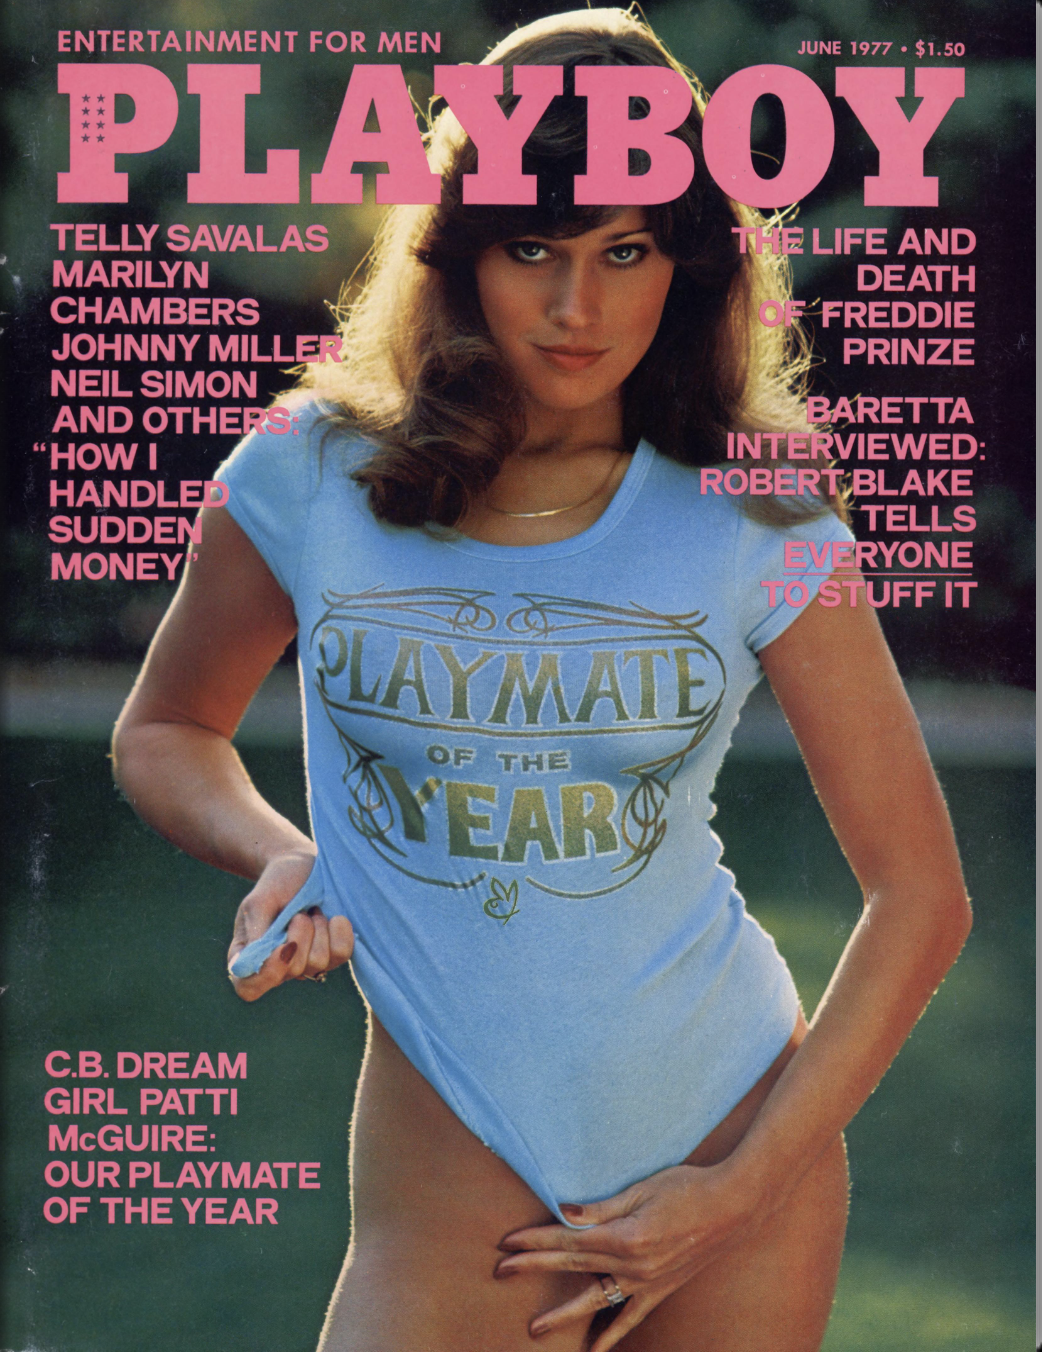 ENTERTAINMENT FOR MEN
JUNE 1977 • $1.50
PLAYBOY
TELLY SAVALAS
MARILYN
CHAMBERS
JOHNNY MILLER
NEIL SIMON
AND OTHERS:
“HOW I
HANDLED
SUDDEN
MONEY”
THE LIFE AND
DEATH
OF FREDDIE
PRINZE
BARETTA
INTERVIEWED:
ROBERT BLAKE
TELLS
EVERYONE
TO STUFF IT
PLAYMATE
OF THE
YEAR
C.B. DREAM
GIRL PATTI
McGUIRE:
OUR PLAYMATE
OF THE YEAR